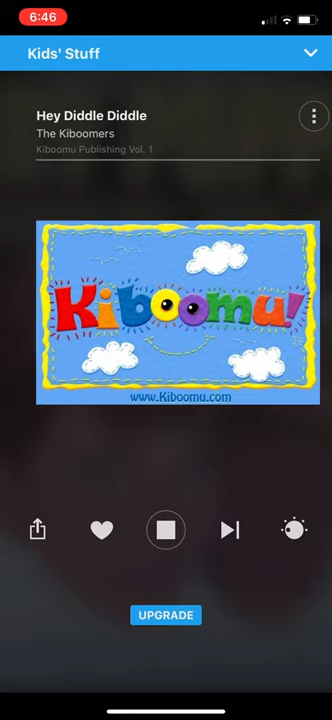 6:46
Kids' Stuff
Hey Diddle Diddle
The Kiboomers
Kiboomu Publishing Vol. 1
Kiboomu!
www.Kiboomu.com
UPGRADE